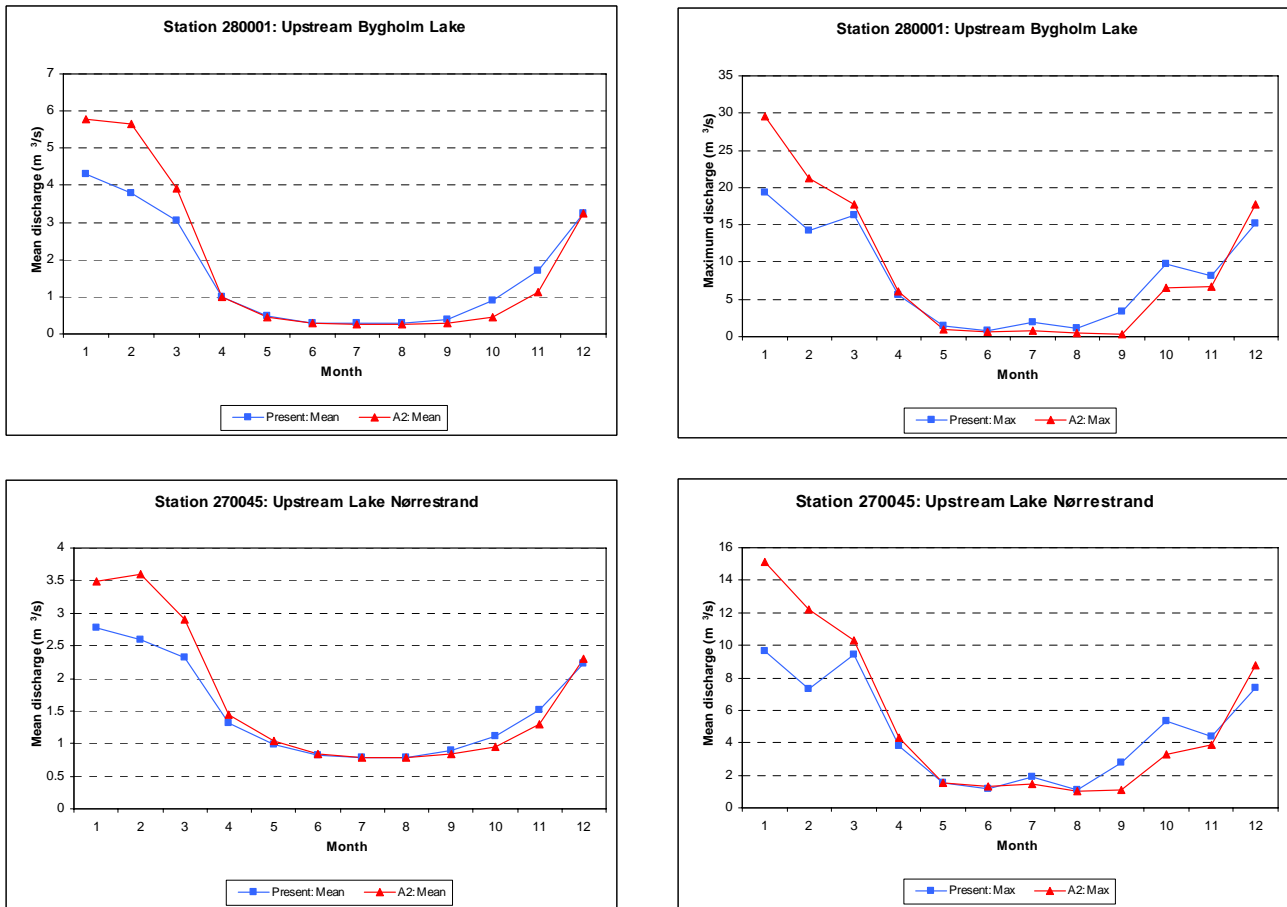 Station 280001: Upstream Bygholm Lake
Mean discharge (m ³/s)
7
6
5
4
3
2
1
0
1 2 3 4 5 6 7 8 9 10 11 12
Month
Present: Mean A2: Mean
Station 280001: Upstream Bygholm Lake
Maximum discharge (m ³/s)
35
30
25
20
15
10
5
0
1 2 3 4 5 6 7 8 9 10 11 12
Month
Present: Max A2: Max
Station 270045: Upstream Lake Nørrestrand
Mean discharge (m ³/s)
4
3.5
3
2.5
2
1.5
1
0.5
0
1 2 3 4 5 6 7 8 9 10 11 12
Month
Present: Mean A2: Mean
Station 270045: Upstream Lake Nørrestrand
Mean discharge (m ³/s)
16
14
12
10
8
6
4
2
0
1 2 3 4 5 6 7 8 9 10 11 12
Month
Present: Max A2: Max